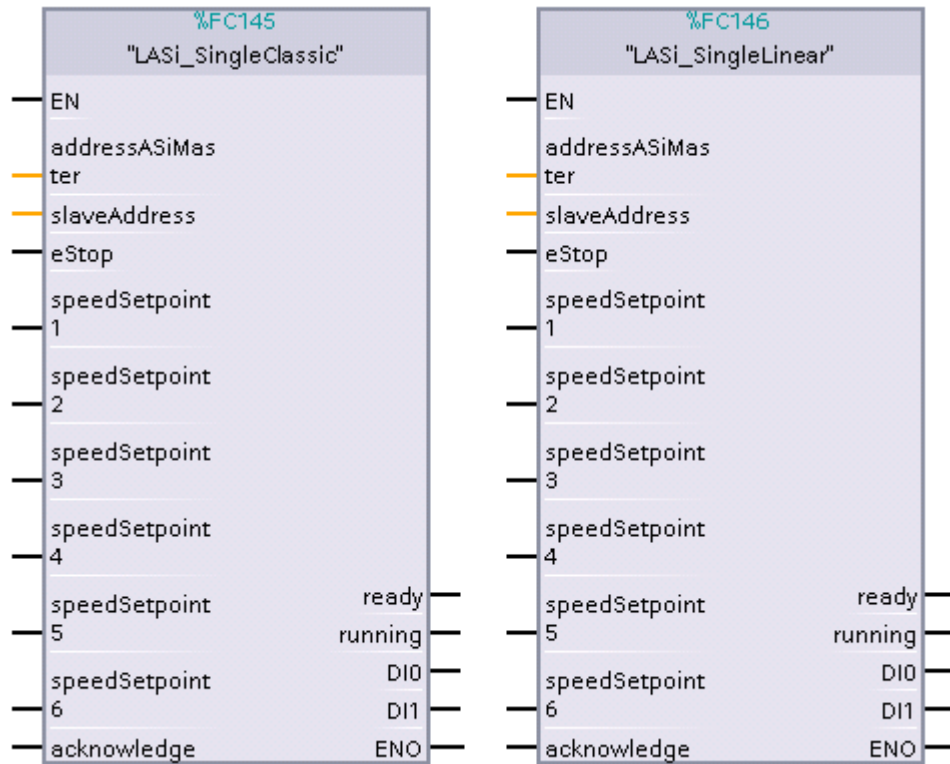 %FC145
"LASi_SingleClassic"
EN
addressASiMas
ter
slaveAddress
eStop
speedSetpoint
1
speedSetpoint
2
speedSetpoint
3
speedSetpoint
4
speedSetpoint
5
speedSetpoint
6
acknowledge
ready
running
DI0
DI1
ENO
%FC146
"LASi_SingleLinear"
EN
addressASiMas
ter
slaveAddress
eStop
speedSetpoint
1
speedSetpoint
2
speedSetpoint
3
speedSetpoint
4
speedSetpoint
5
speedSetpoint
6
acknowledge
ready
running
DI0
DI1
ENO